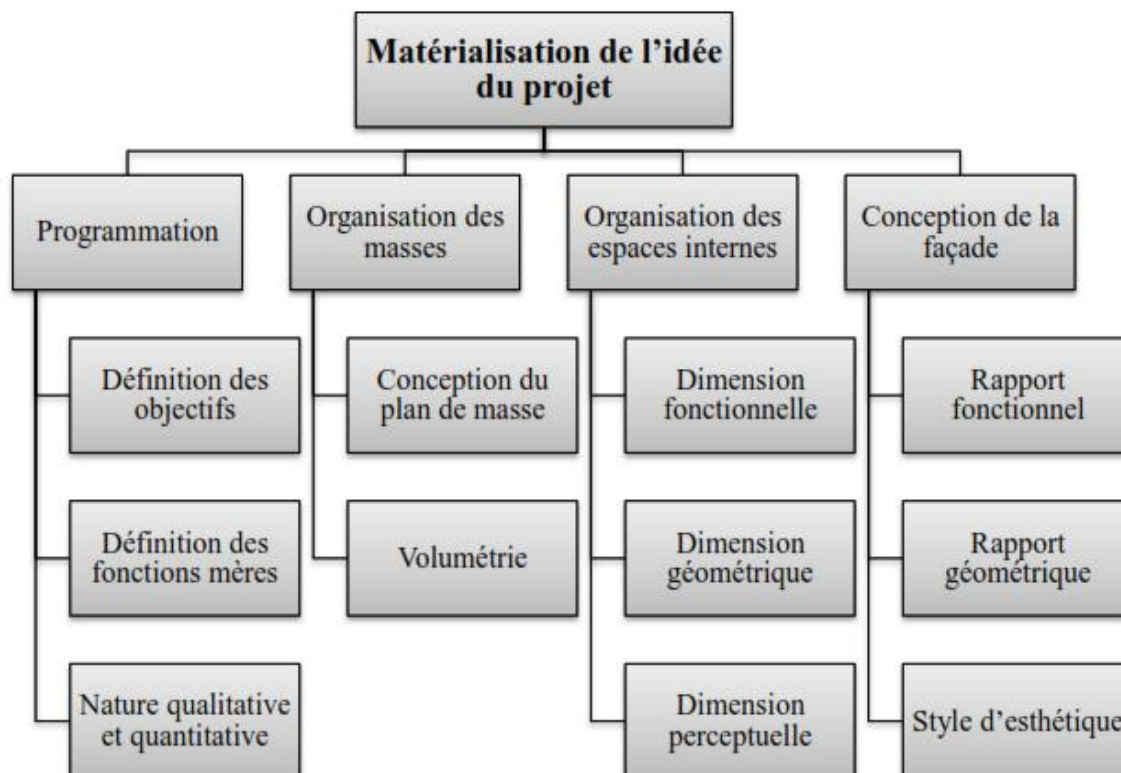 Matérialisation de l’idée
du projet
Programmation
Organisation des
masses
Organisation des
espaces internes
Conception de la
façade
Définition des
objectifs
Conception du
plan de masse
Dimension
fonctionnelle
Rapport
fonctionnel
Définition des
fonctions mères
Volumétrie
Dimension
géométrique
Rapport
géométrique
Nature qualitative
et quantitative
Dimension
perceptuelle
Style d’esthétique